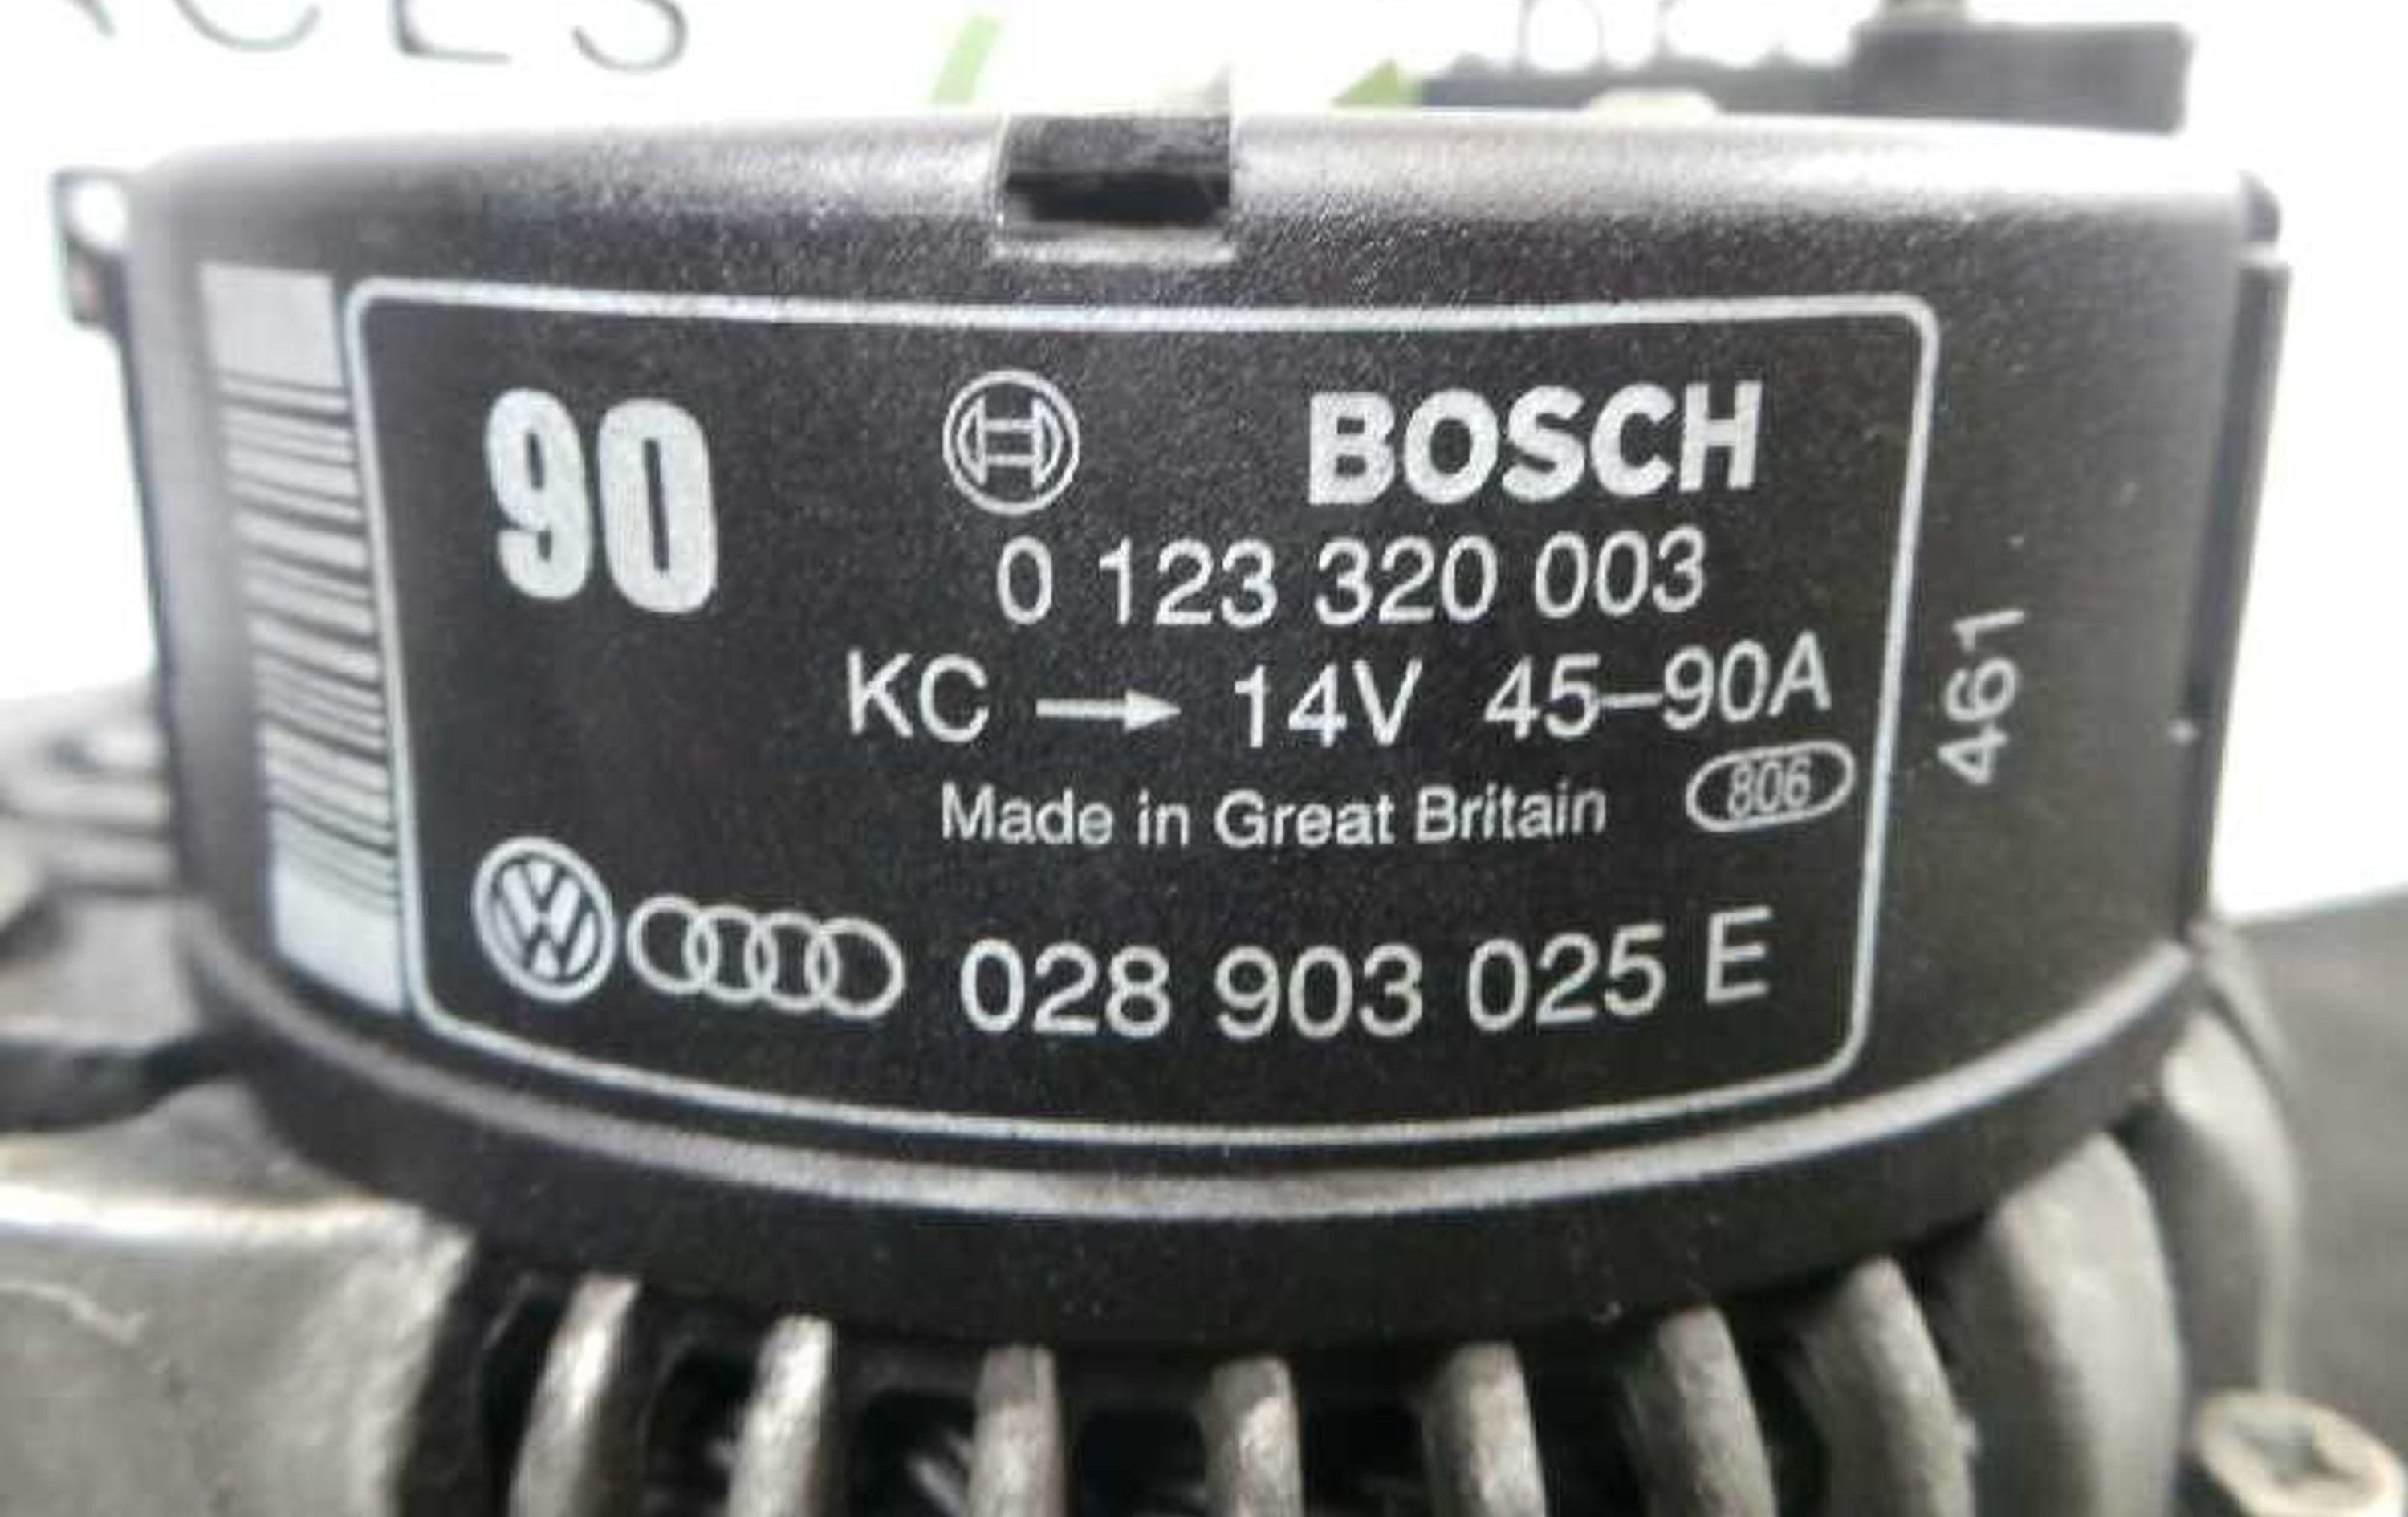 90
BOSCH
0 123 320 003
KC → 14V 45–90A
Made in Great Britain 806
028 903 025 E
461